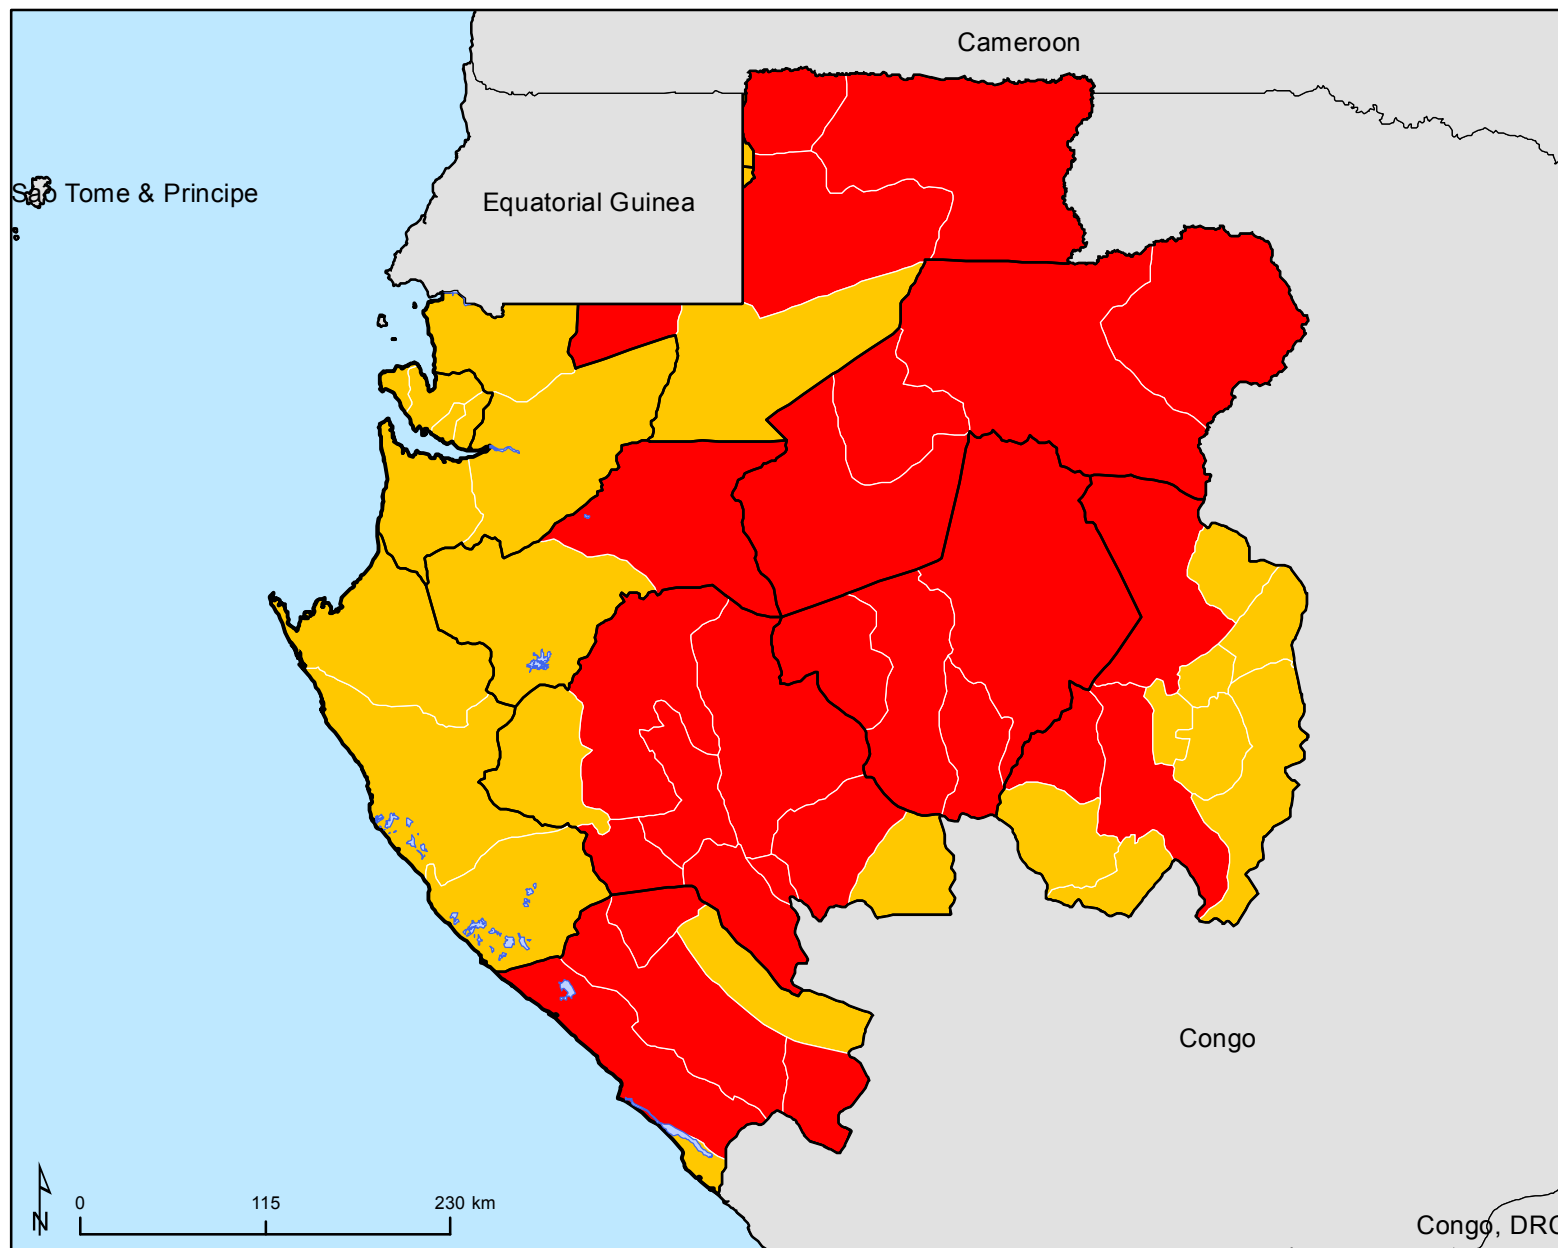 Cameroon
Sao Tome & Principe
Equatorial Guinea
Congo
N
0 115 230 km
Congo, DRC